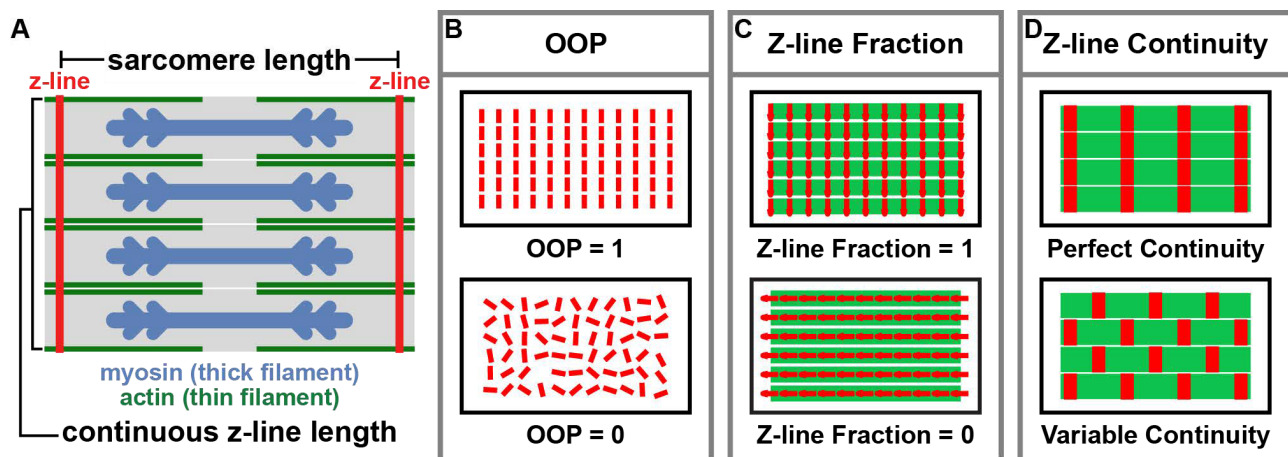 A
sarcomere length
z-line
z-line
myosin (thick filament)
actin (thin filament)
continuous z-line length
B
OOP
OOP = 1
OOP = 0
C
Z-line Fraction
Z-line Fraction = 1
Z-line Fraction = 0
D
Z-line Continuity
Perfect Continuity
Variable Continuity